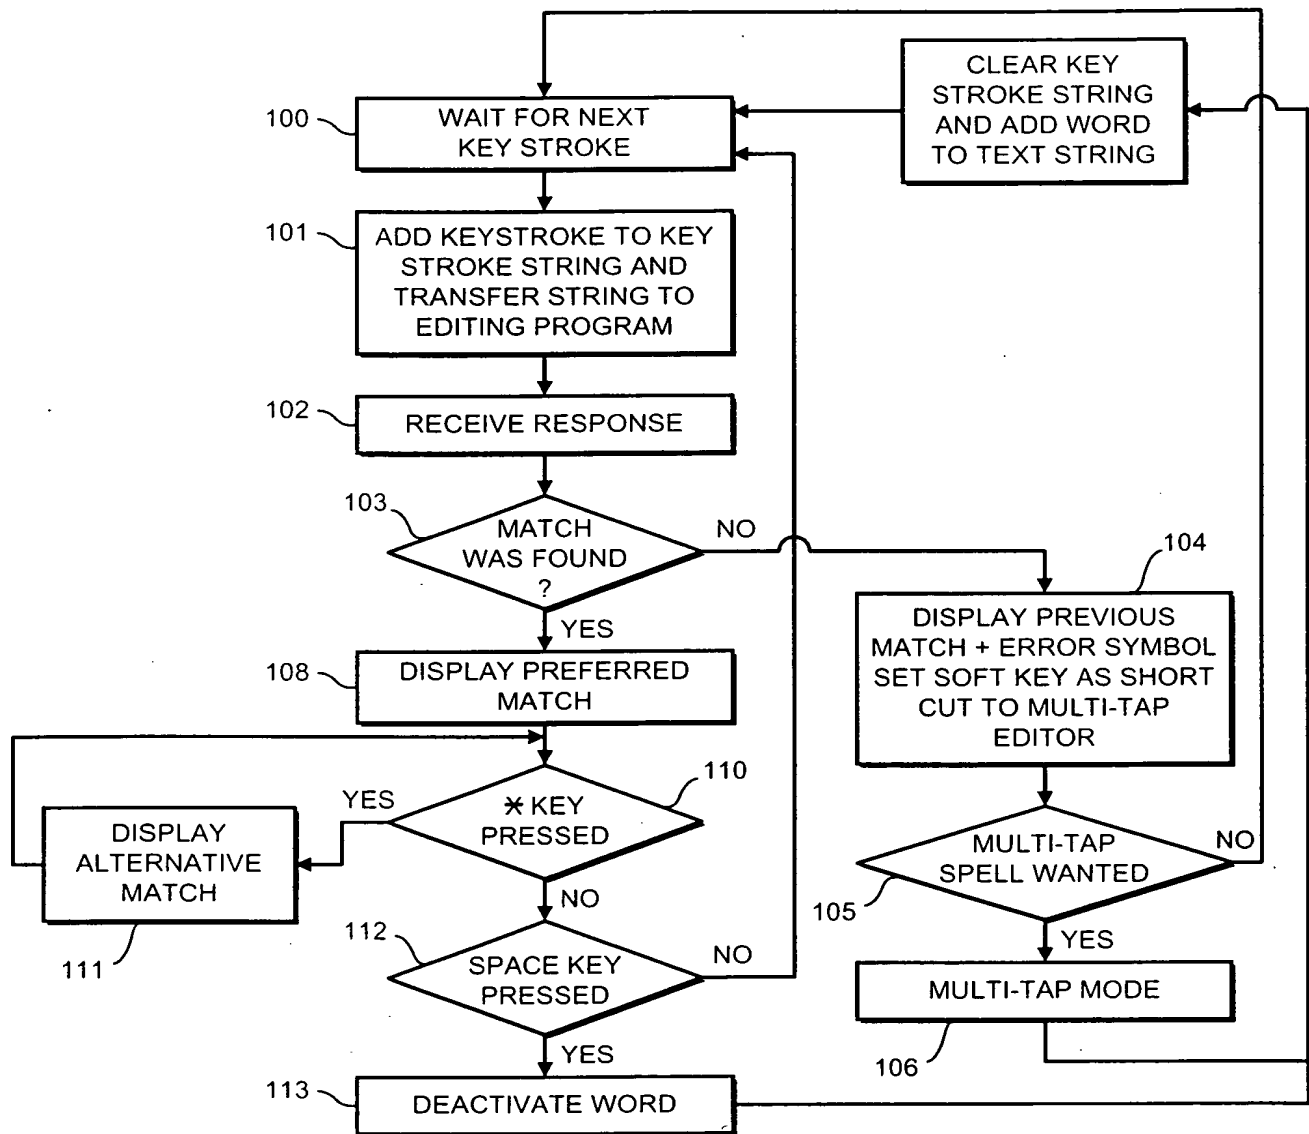 100
WAIT FOR NEXT
KEY STROKE
CLEAR KEY
STROKE STRING
AND ADD WORD
TO TEXT STRING
101
ADD KEYSTROKE TO KEY
STROKE STRING AND
TRANSFER STRING TO
EDITING PROGRAM
102
RECEIVE RESPONSE
103
MATCH
WAS FOUND
?
NO
YES
104
DISPLAY PREVIOUS
MATCH + ERROR SYMBOL
SET SOFT KEY AS SHORT
CUT TO MULTI-TAP
EDITOR
108
DISPLAY PREFERRED
MATCH
110
* KEY
PRESSED
YES
NO
DISPLAY
ALTERNATIVE
MATCH
111
MULTI-TAP
SPELL WANTED
NO
105
YES
112
SPACE KEY
PRESSED
NO
YES
MULTI-TAP MODE
106
113
DEACTIVATE WORD